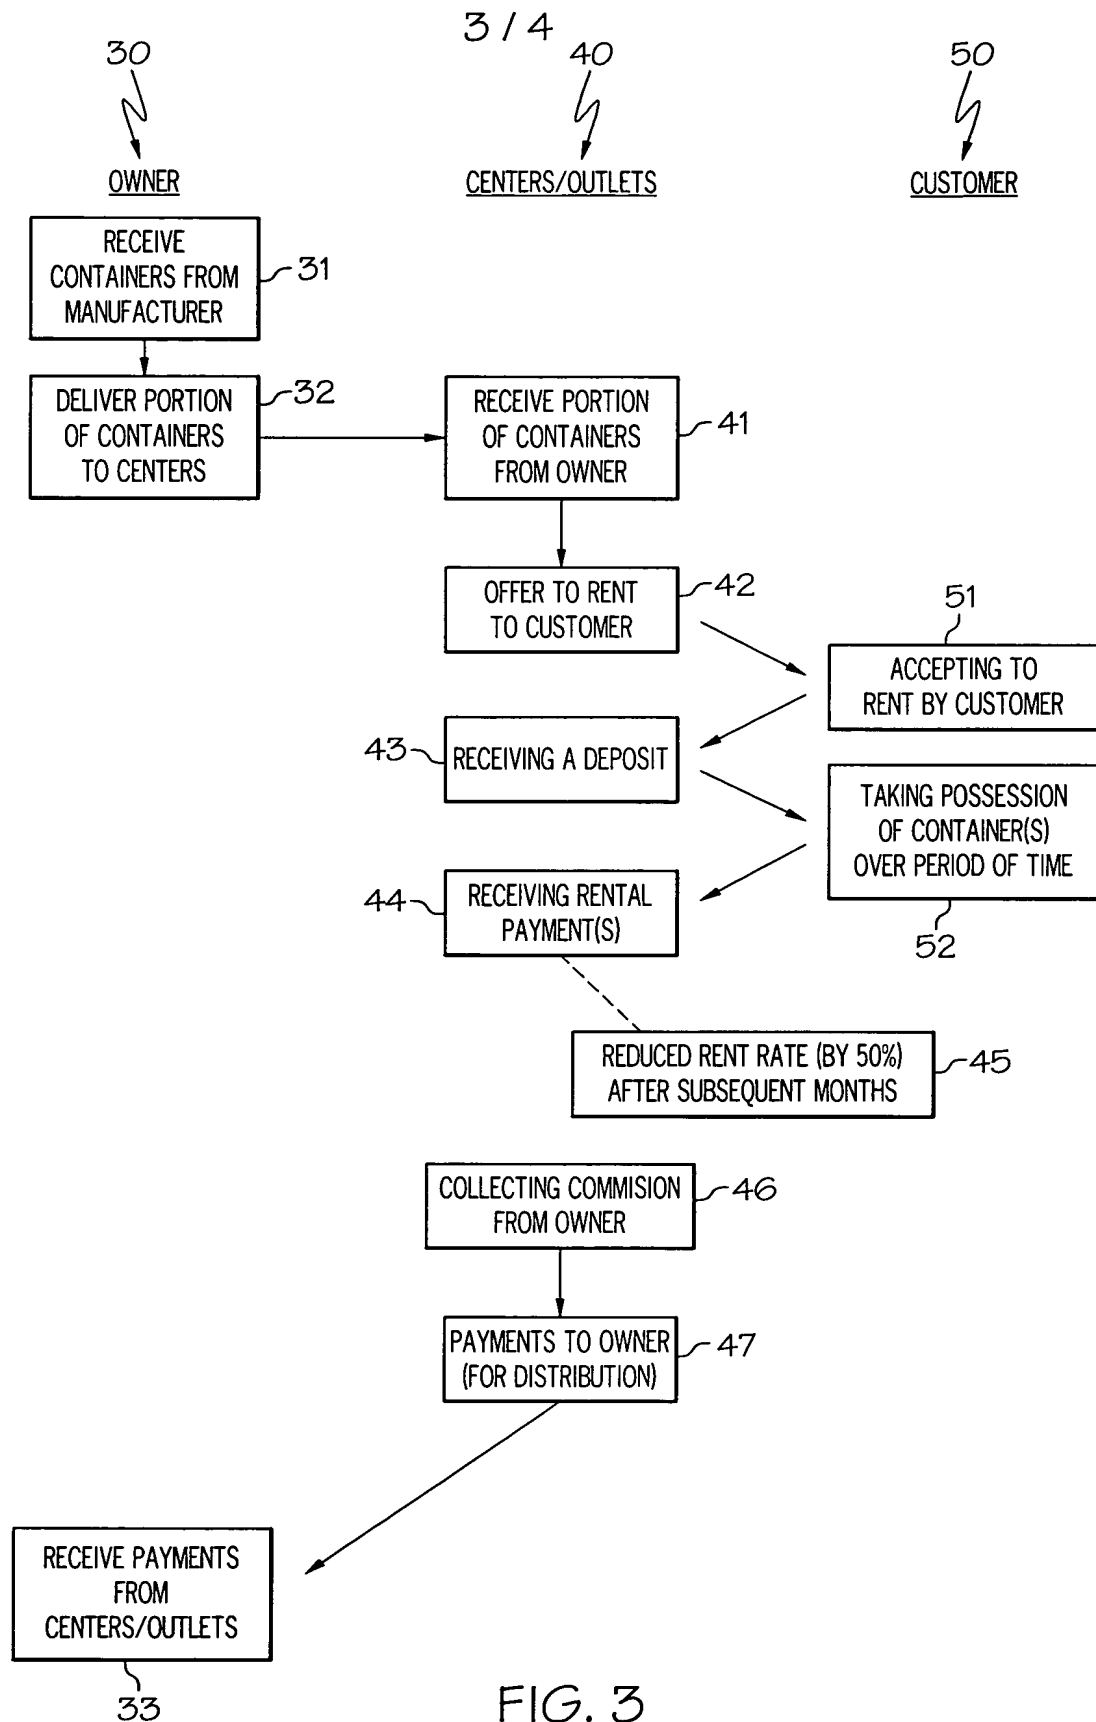 3 / 4
30
40
50
OWNER
CENTERS/OUTLETS
CUSTOMER
RECEIVE
CONTAINERS FROM
MANUFACTURER
31
DELIVER PORTION
OF CONTAINERS
TO CENTERS
32
RECEIVE PORTION
OF CONTAINERS
FROM OWNER
41
OFFER TO RENT
TO CUSTOMER
42
51
ACCEPTING TO
RENT BY CUSTOMER
43
RECEIVING A DEPOSIT
TAKING POSSESSION
OF CONTAINER(S)
OVER PERIOD OF TIME
52
44
RECEIVING RENTAL
PAYMENT(S)
REDUCED RENT RATE (BY 50%)
AFTER SUBSEQUENT MONTHS
45
COLLECTING COMMISION
FROM OWNER
46
PAYMENTS TO OWNER
(FOR DISTRIBUTION)
47
RECEIVE PAYMENTS
FROM
CENTERS/OUTLETS
33
FIG. 3